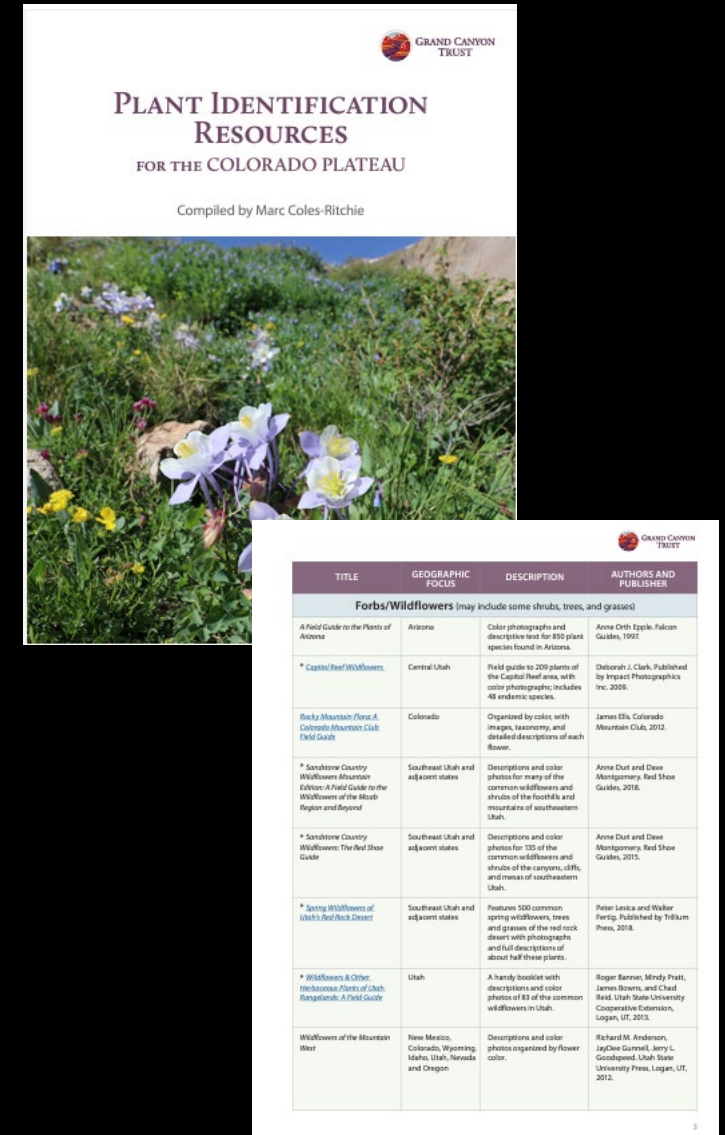 GRAND CANYON
TRUST
PLANT IDENTIFICATION
RESOURCES
FOR THE COLORADO PLATEAU
Compiled by Marc Coles-Ritchie
GRAND CANYON
TRUST
TITLE
GEOGRAPHIC
FOCUS
DESCRIPTION
AUTHORS AND
PUBLISHER
Forbs/Wildflowers (may include some shrubs, trees, and grasses)
A Field Guide to the Plants of
Arizona
Arizona
Color photographs and
descriptive text for 850 plant
species found in Arizona.
Anne Orth Epple. Falcon
Guides, 1997.
* Capitol Reef Wildflowers
Central Utah
Field guide to 209 plants of
the Capitol Reef area, with
color photographs; includes
48 endemic species.
Deborah J. Clark. Published
by Impact Photographics
Inc. 2009.
Rocky Mountain Flora: A
Colorado Mountain Club
Field Guide
Colorado
Organized by color, with
images, taxonomy, and
detailed descriptions of each
flower.
James Ells. Colorado
Mountain Club, 2012.
* Sandstone Country
Wildflowers Mountain
Edition: A Field Guide to the
Wildflowers of the Moab
Region and Beyond
Southeast Utah and
adjacent states
Descriptions and color
photos for many of the
common wildflowers and
shrubs of the foothills and
mountains of southeastern
Utah.
Anne Duri and Dave
Montgomery. Red Shoe
Guides, 2018.
* Sandstone Country
Wildflowers: The Red Shoe
Guide
Southeast Utah and
adjacent states
Descriptions and color
photos for 135 of the
common wildflowers and
shrubs of the canyons, cliffs,
and mesas of southeastern
Utah.
Anne Duri and Dave
Montgomery. Red Shoe
Guides, 2015.
* Spring Wildflowers of
Utah's Red Rock Desert
Southeast Utah and
adjacent states
Features 500 common
spring wildflowers, trees
and grasses of the red rock
desert with photographs
and full descriptions of
about half these plants.
Peter Lesica and Walter
Fertig. Published by Trillium
Press, 2018.
* Wildflowers & Other
Herbaceous Plants of Utah
Rangelands: A Field Guide
Utah
A handy booklet with
descriptions and color
photos of 83 of the common
wildflowers in Utah.
Roger Banner, Mindy Pratt,
James Bowns, and Chad
Reid. Utah State University
Cooperative Extension,
Logan, UT, 2013.
Wildflowers of the Mountain
West
New Mexico,
Colorado, Wyoming,
Idaho, Utah, Nevada
and Oregon
Descriptions and color
photos organized by flower
color.
Richard M. Anderson,
JayDee Gunnell, Jerry L.
Goodspeed. Utah State
University Press, Logan, UT,
2012.
3